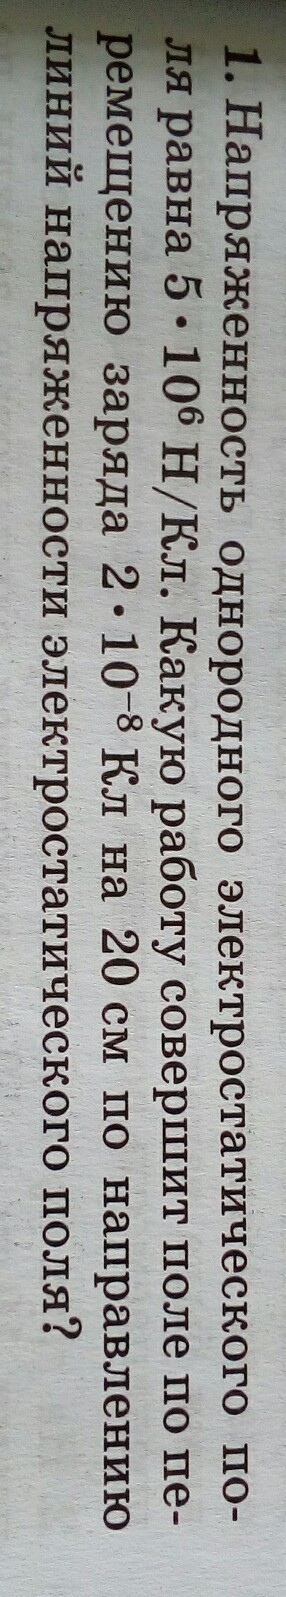 1. Напряженность однородного электростатического по-
ля равна 5 · 10⁶ Н/Кл. Какую работу совершит поле по пе-
ремещению заряда 2 · 10⁻⁸ Кл на 20 см по направлению
линий напряженности электростатического поля?